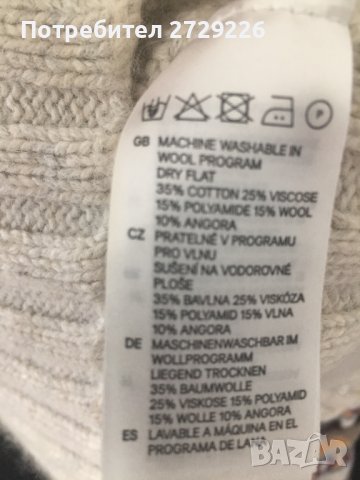 Потребител 2729226
GB MACHINE WASHABLE IN
WOOL PROGRAM
DRY FLAT
35% COTTON 25% VISCOSE
15% POLYAMIDE 15% WOOL
10% ANGORA
CZ PRATELNÉ V PROGRAMU
PRO VLNU
SUŠENÍ NA VODOROVNÉ
PLOŠE
35% BAVLNA 25% VISKÓZA
15% POLYAMID 15% VLNA
10% ANGORA
DE MASCHINENWASCHBAR IM
WOLLPROGRAMM
LIEGEND TROCKNEN
35% BAUMWOLLE
25% VISKOSE 15% POLYAMID
15% WOLLE 10% ANGORA
ES LAVABLE A MÁQUINA EN EL
PROGRAMA DE LANA
BAZAR